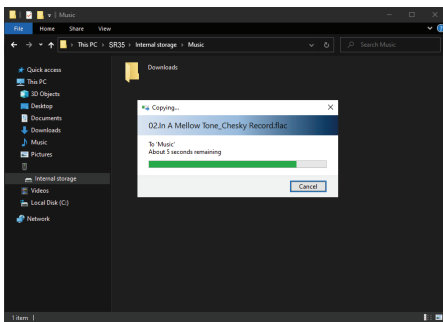 Music
File Home Share View
This PC › SR35 › Internal storage › Music
Search Music
Quick access
This PC
3D Objects
Desktop
Documents
Downloads
Music
Pictures
Internal storage
Videos
Local Disk (C:)
Network
Downloads
Copying...
02.In A Mellow Tone_Chesky Record.flac
To 'Music'
About 5 seconds remaining
Cancel
1 item